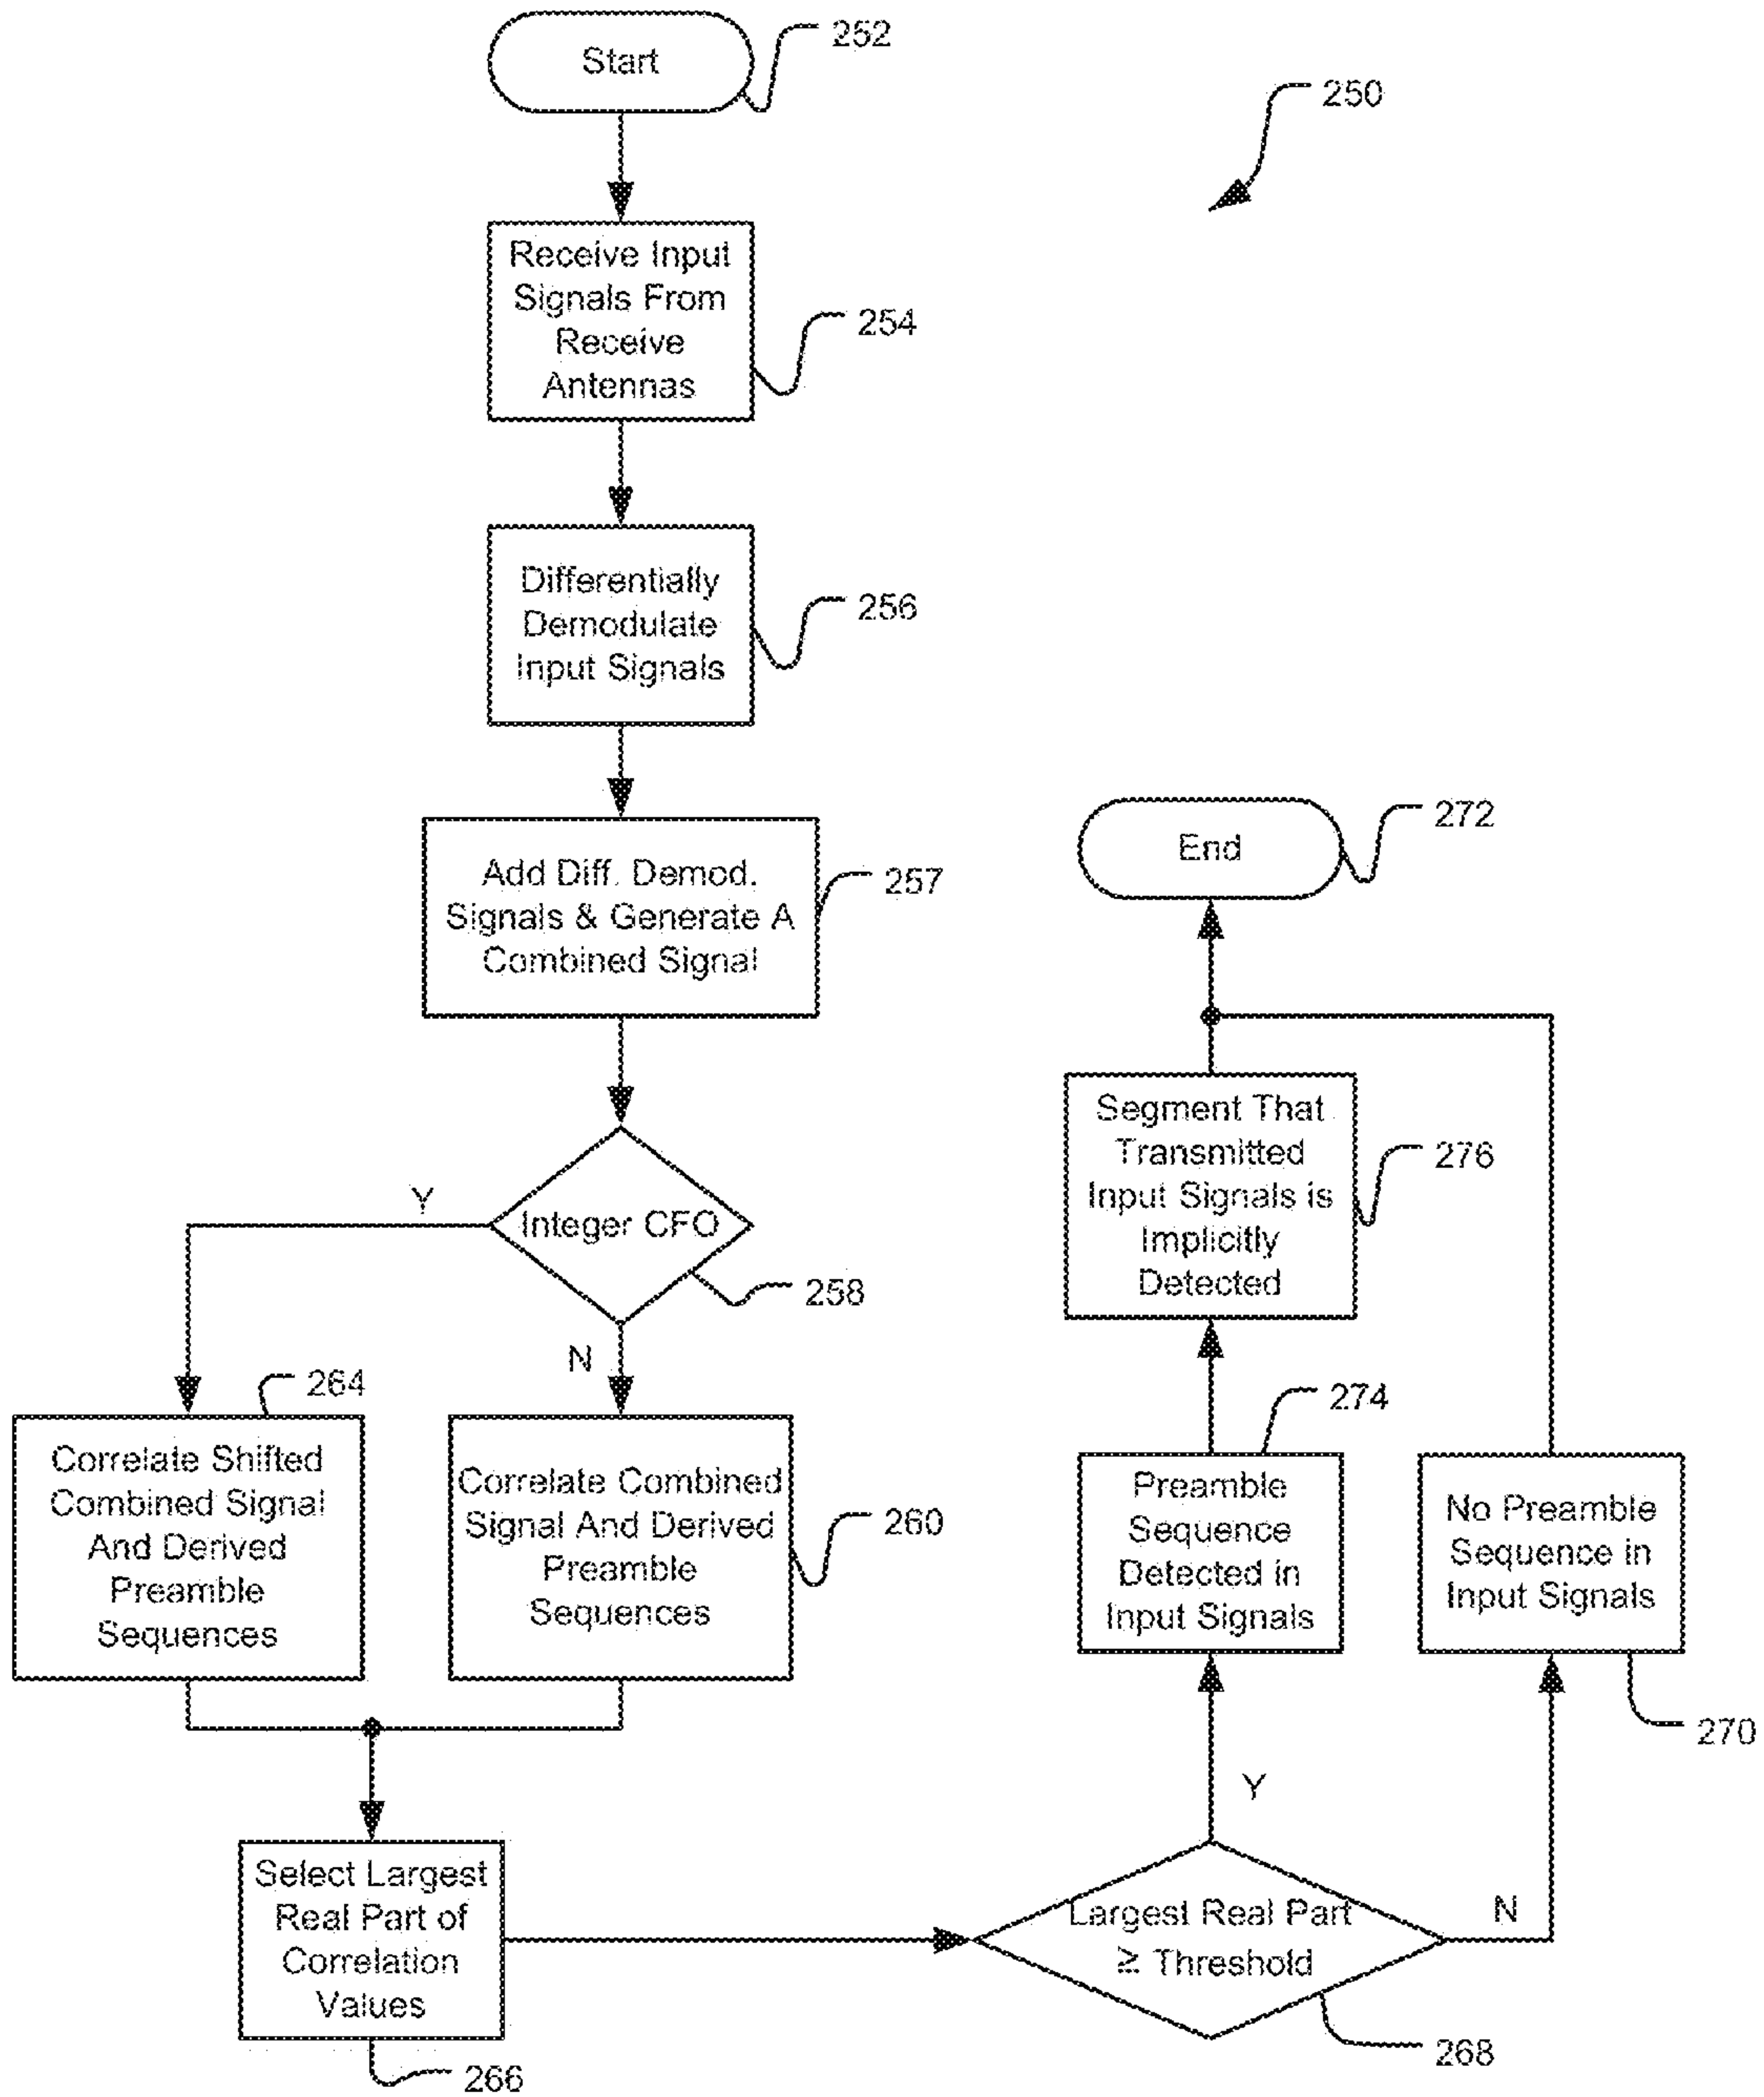 Start
252
250
Receive Input
Signals From
Receive
Antennas
254
Differentially
Demodulate
Input Signals
256
Add Diff. Demod.
Signals & Generate A
Combined Signal
257
Integer CFO
258
Y
N
264
Correlate Shifted
Combined Signal
And Derived
Preamble
Sequences
Correlate Combined
Signal And Derived
Preamble
Sequences
260
Select Largest
Real Part of
Correlation
Values
266
Largest Real Part
≥ Threshold
268
Y
N
Preamble
Sequence
Detected in
Input Signals
274
No Preamble
Sequence in
Input Signals
270
Segment That
Transmitted
Input Signals is
Implicitly
Detected
276
End
272